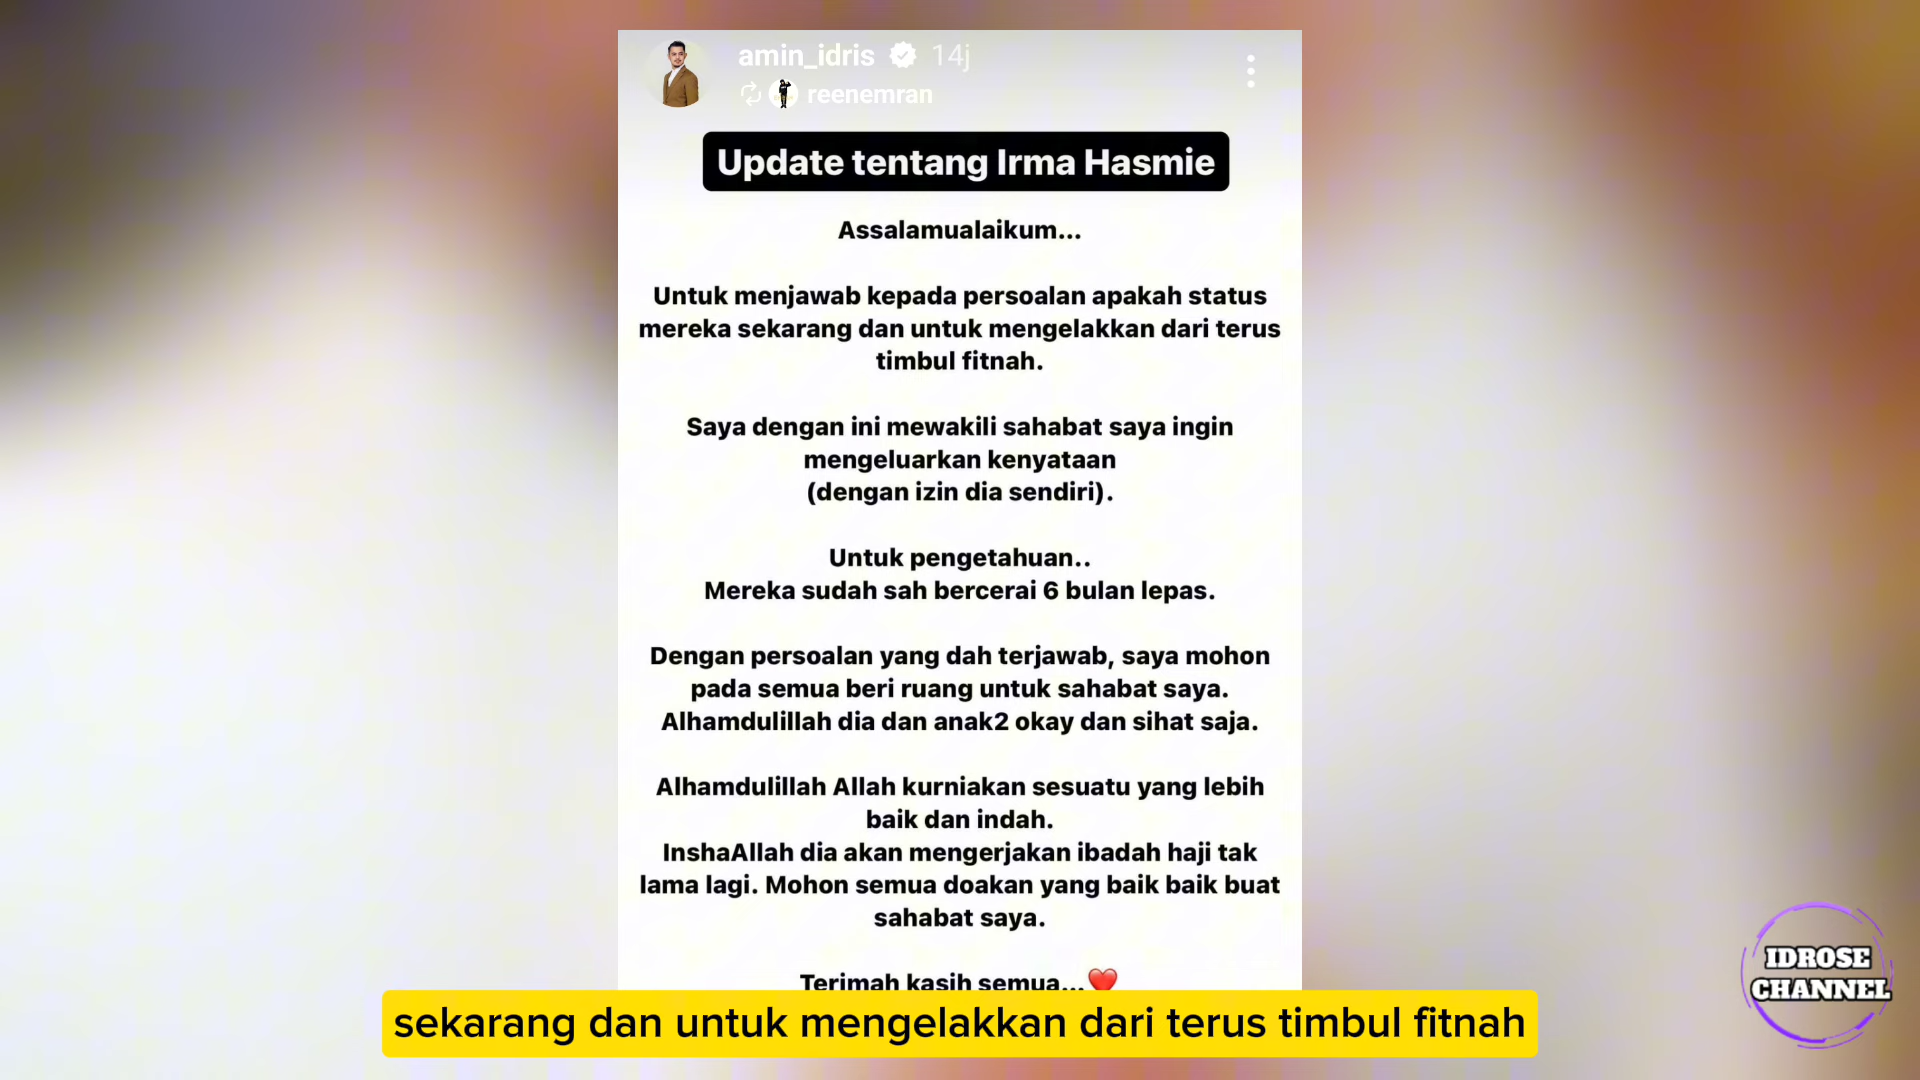 amin_idris 14j
reenemran
Update tentang Irma Hasmie
Assalamualaikum...
Untuk menjawab kepada persoalan apakah status
mereka sekarang dan untuk mengelakkan dari terus
timbul fitnah.
Saya dengan ini mewakili sahabat saya ingin
mengeluarkan kenyataan
(dengan izin dia sendiri).
Untuk pengetahuan..
Mereka sudah sah bercerai 6 bulan lepas.
Dengan persoalan yang dah terjawab, saya mohon
pada semua beri ruang untuk sahabat saya.
Alhamdulillah dia dan anak2 okay dan sihat saja.
Alhamdulillah Allah kurniakan sesuatu yang lebih
baik dan indah.
InshaAllah dia akan mengerjakan ibadah haji tak
lama lagi. Mohon semua doakan yang baik baik buat
sahabat saya.
Terimah kasih semua...❤️
sekarang dan untuk mengelakkan dari terus timbul fitnah
IDROSE
CHANNEL